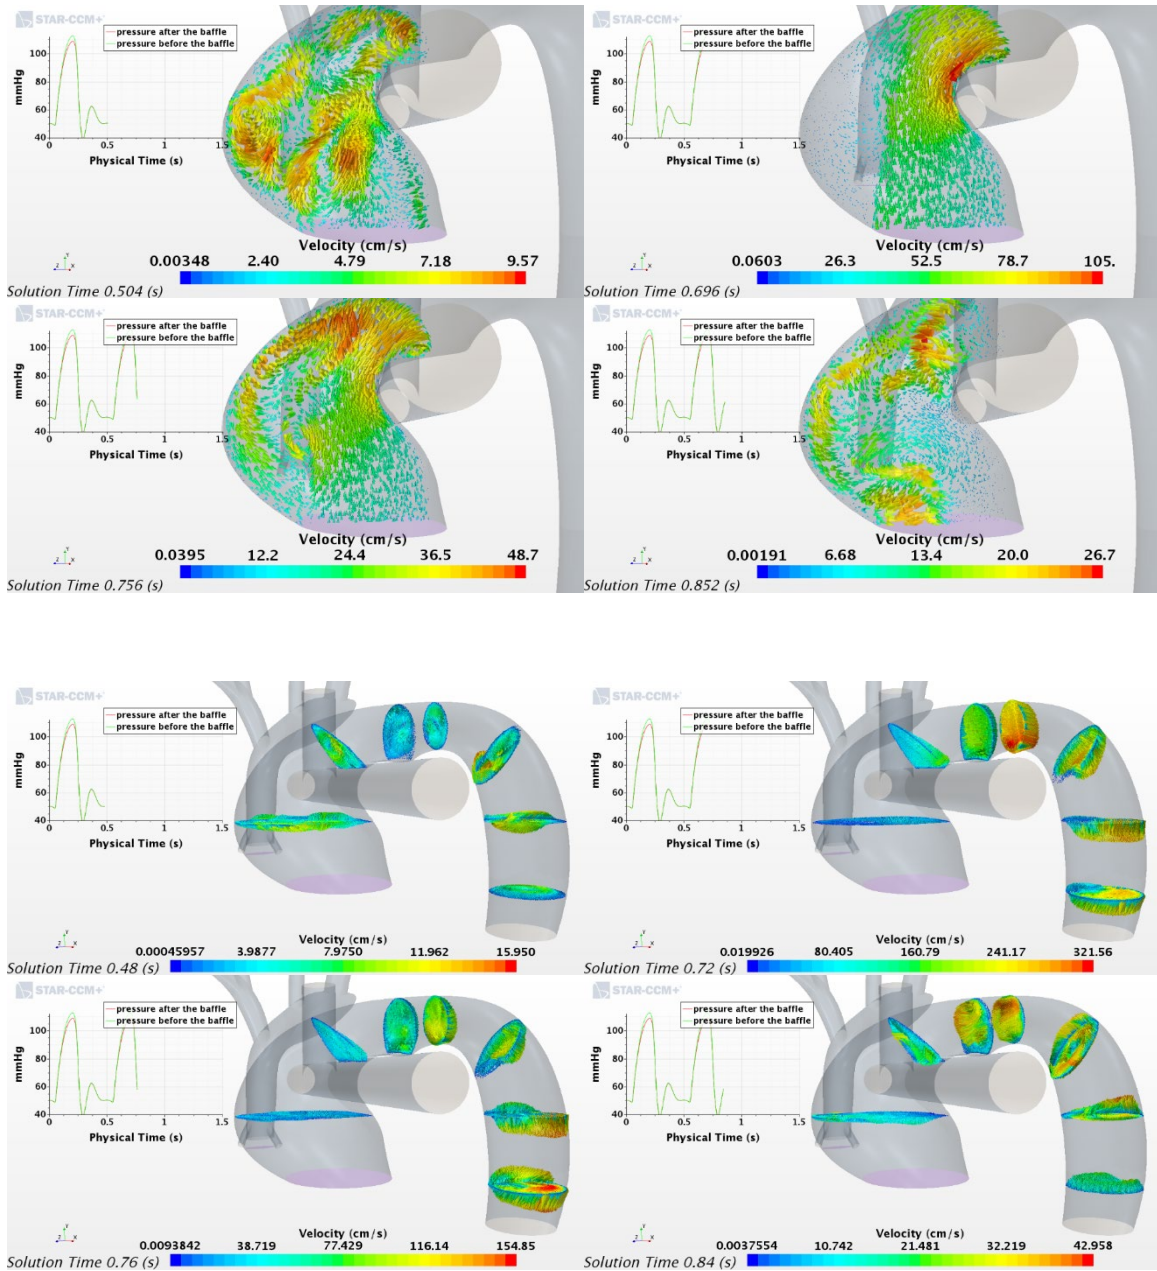 STAR-CCM+
pressure after the baffle
pressure before the baffle
mmHg
100
80
60
40
0 0.5 1 1.5
Physical Time (s)
Velocity (cm/s)
0.00348 2.40 4.79 7.18 9.57
Solution Time 0.504 (s)
STAR-CCM+
pressure after the baffle
pressure before the baffle
mmHg
100
80
60
40
0 0.5 1 1.5
Physical Time (s)
Velocity (cm/s)
0.0603 26.3 52.5 78.7 105.
Solution Time 0.696 (s)
STAR-CCM+
pressure after the baffle
pressure before the baffle
mmHg
100
80
60
40
0 0.5 1 1.5
Physical Time (s)
Velocity (cm/s)
0.0395 12.2 24.4 36.5 48.7
Solution Time 0.756 (s)
STAR-CCM+
pressure after the baffle
pressure before the baffle
mmHg
100
80
60
40
0 0.5 1 1.5
Physical Time (s)
Velocity (cm/s)
0.00191 6.68 13.4 20.0 26.7
Solution Time 0.852 (s)
STAR-CCM+
pressure after the baffle
pressure before the baffle
mmHg
100
80
60
40
0 0.5 1 1.5
Physical Time (s)
Velocity (cm/s)
0.00045957 3.9877 7.9750 11.962 15.950
Solution Time 0.48 (s)
STAR-CCM+
pressure after the baffle
pressure before the baffle
mmHg
100
80
60
40
0 0.5 1 1.5
Physical Time (s)
Velocity (cm/s)
0.019926 80.405 160.79 241.17 321.56
Solution Time 0.72 (s)
STAR-CCM+
pressure after the baffle
pressure before the baffle
mmHg
100
80
60
40
0 0.5 1 1.5
Physical Time (s)
Velocity (cm/s)
0.0093842 38.719 77.429 116.14 154.85
Solution Time 0.76 (s)
STAR-CCM+
pressure after the baffle
pressure before the baffle
mmHg
100
80
60
40
0 0.5 1 1.5
Physical Time (s)
Velocity (cm/s)
0.0037554 10.742 21.481 32.219 42.958
Solution Time 0.84 (s)